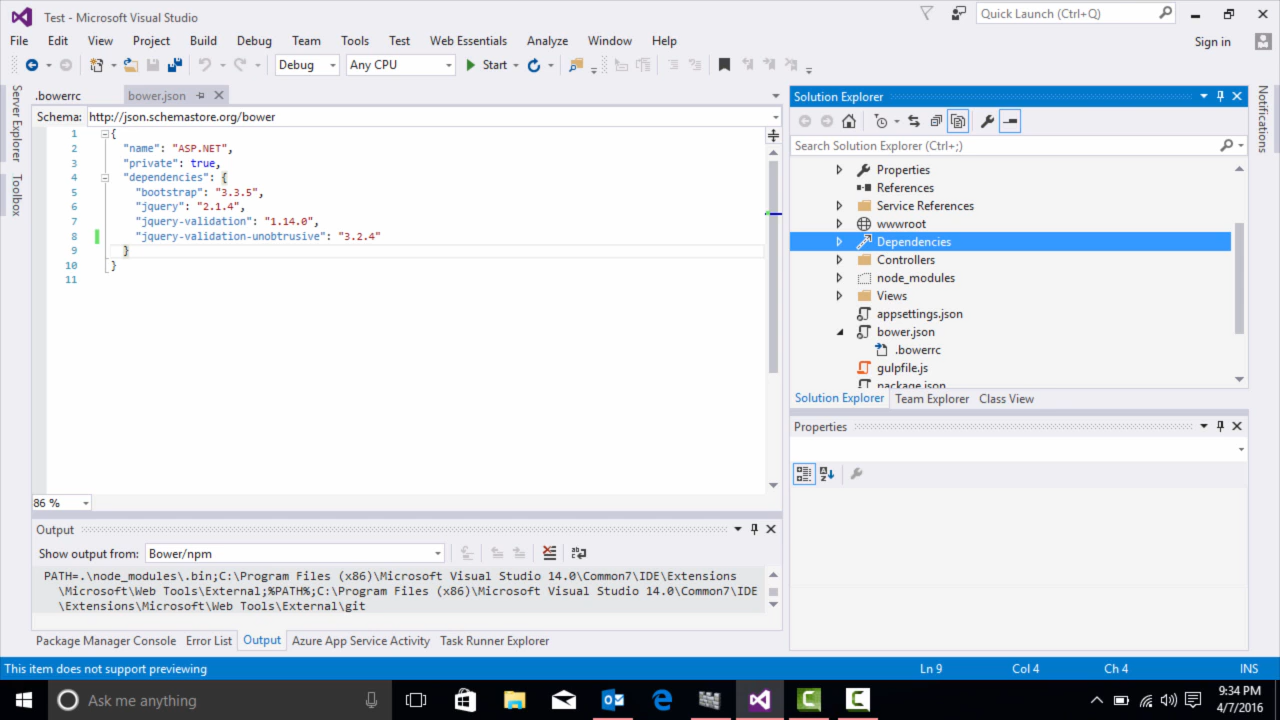 Test - Microsoft Visual Studio
Quick Launch (Ctrl+Q)
File Edit View Project Build Debug Team Tools Test Web Essentials Analyze Window Help
Sign in
Debug Any CPU Start
Server Explorer
Toolbox
.bowerrc bower.json
Schema: http://json.schemastore.org/bower
1 {
2 "name": "ASP.NET",
3 "private": true,
4 "dependencies": {
5 "bootstrap": "3.3.5",
6 "jquery": "2.1.4",
7 "jquery-validation": "1.14.0",
8 "jquery-validation-unobtrusive": "3.2.4"
9 }
10 }
11
86 %
Output
Show output from: Bower/npm
PATH=.\node_modules\.bin;C:\Program Files (x86)\Microsoft Visual Studio 14.0\Common7\IDE\Extensions
\Microsoft\Web Tools\External;%PATH%;C:\Program Files (x86)\Microsoft Visual Studio 14.0\Common7\IDE
\Extensions\Microsoft\Web Tools\External\git
Package Manager Console Error List Output Azure App Service Activity Task Runner Explorer
Solution Explorer
Search Solution Explorer (Ctrl+;)
Properties
References
Service References
wwwroot
Dependencies
Controllers
node_modules
Views
appsettings.json
bower.json
.bowerrc
gulpfile.js
package.json
Solution Explorer Team Explorer Class View
Properties
Notifications
This item does not support previewing Ln 9 Col 4 Ch 4 INS
Ask me anything
9:34 PM
4/7/2016